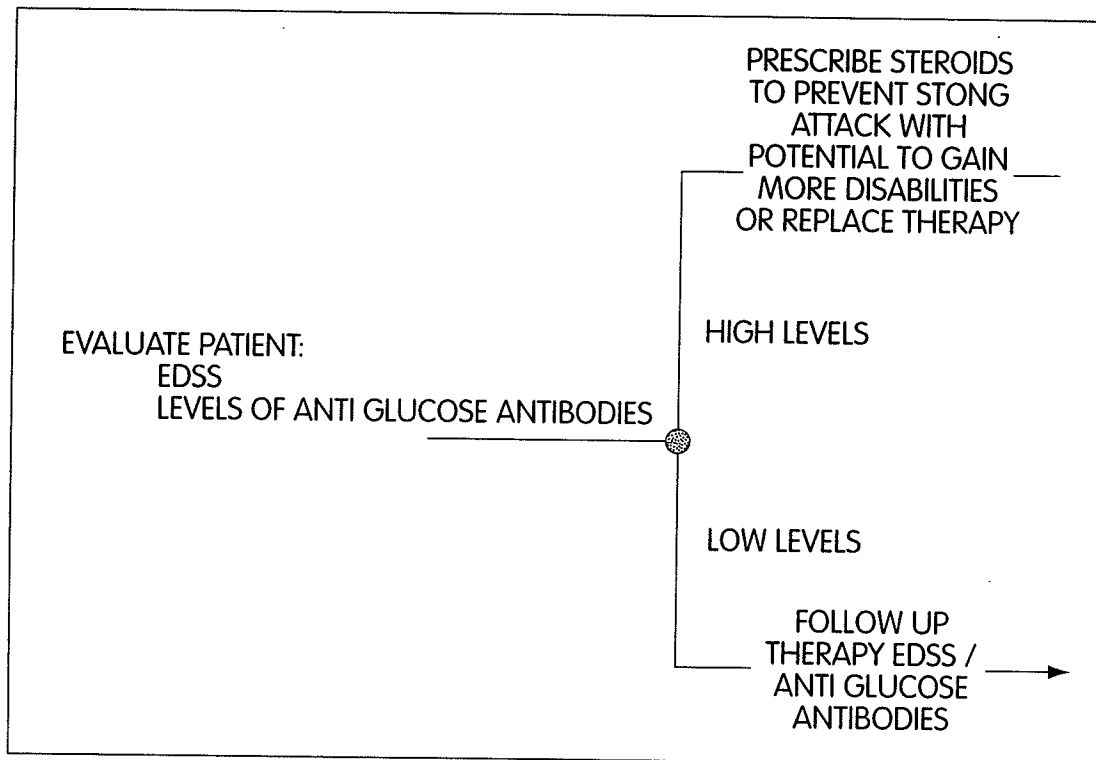 PRESCRIBE STEROIDS
TO PREVENT STONG
ATTACK WITH
POTENTIAL TO GAIN
MORE DISABILITIES
OR REPLACE THERAPY
HIGH LEVELS
EVALUATE PATIENT:
EDSS
LEVELS OF ANTI GLUCOSE ANTIBODIES
LOW LEVELS
FOLLOW UP
THERAPY EDSS /
ANTI GLUCOSE
ANTIBODIES